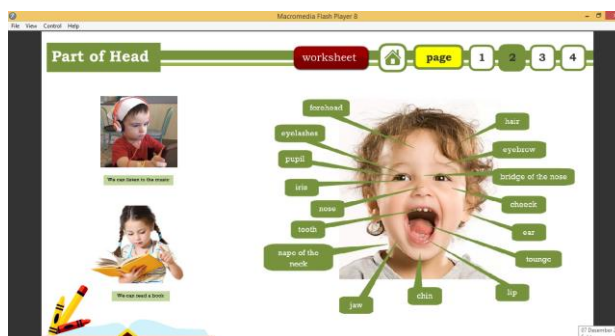 Macromedia Flash Player 8
File View Control Help
Part of Head
worksheet
page
1
2
3
4
forehead
hair
eyelashes
eyebrow
pupil
bridge of the nose
iris
choock
nose
tooth
ear
nape of the
neck
tounge
jaw
chin
lip
We can listen to the music
We can read a book